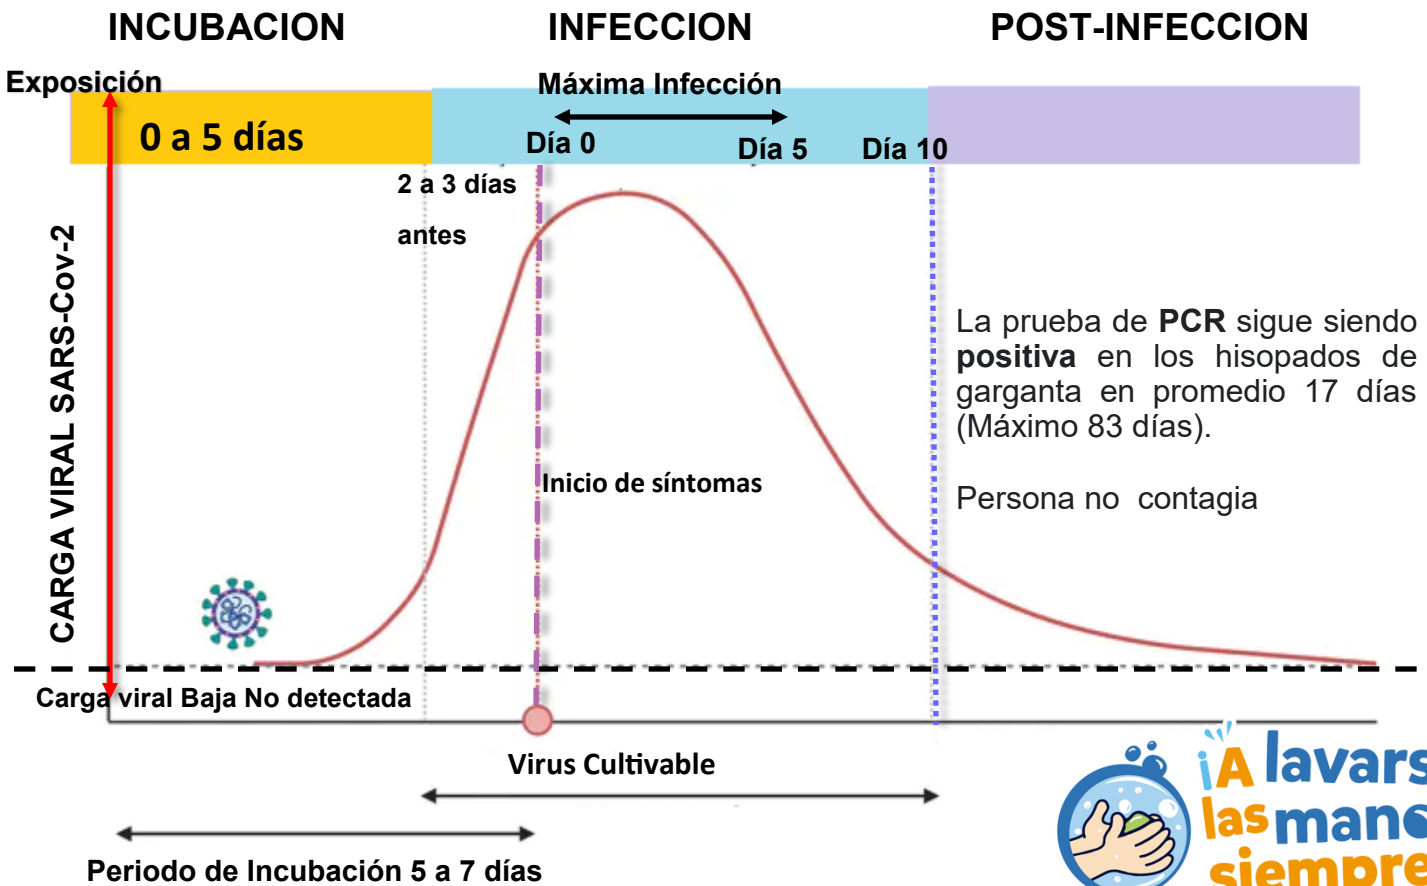 INCUBACION
INFECCION
POST-INFECCION
Exposición
Máxima Infección
0 a 5 días
Día 0
Día 5
Día 10
2 a 3 días
antes
CARGA VIRAL SARS-Cov-2
La prueba de PCR sigue siendo
positiva en los hisopados de
garganta en promedio 17 días
(Máximo 83 días).
Persona no contagia
Inicio de síntomas
Carga viral Baja No detectada
Virus Cultivable
Periodo de Incubación 5 a 7 días
¡A lavars
las mano
siempre